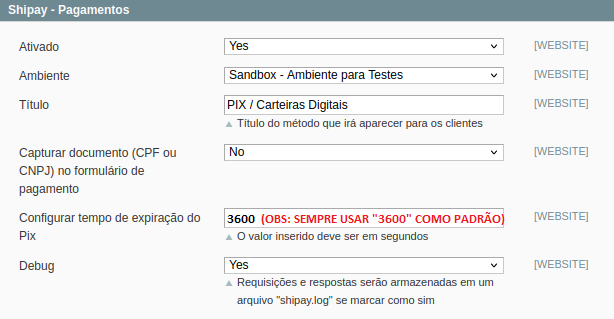 Shipay - Pagamentos
Ativado Yes [WEBSITE]
Ambiente Sandbox - Ambiente para Testes [WEBSITE]
Título PIX / Carteiras Digitais [WEBSITE]
Título do método que irá aparecer para os clientes
Capturar documento (CPF ou No [WEBSITE]
CNPJ) no formulário de
pagamento
Configurar tempo de expiração do 3600 (OBS: SEMPRE USAR "3600" COMO PADRÃO) [WEBSITE]
Pix
O valor inserido deve ser em segundos
Debug Yes [WEBSITE]
Requisições e respostas serão armazenadas em um
arquivo "shipay.log" se marcar como sim